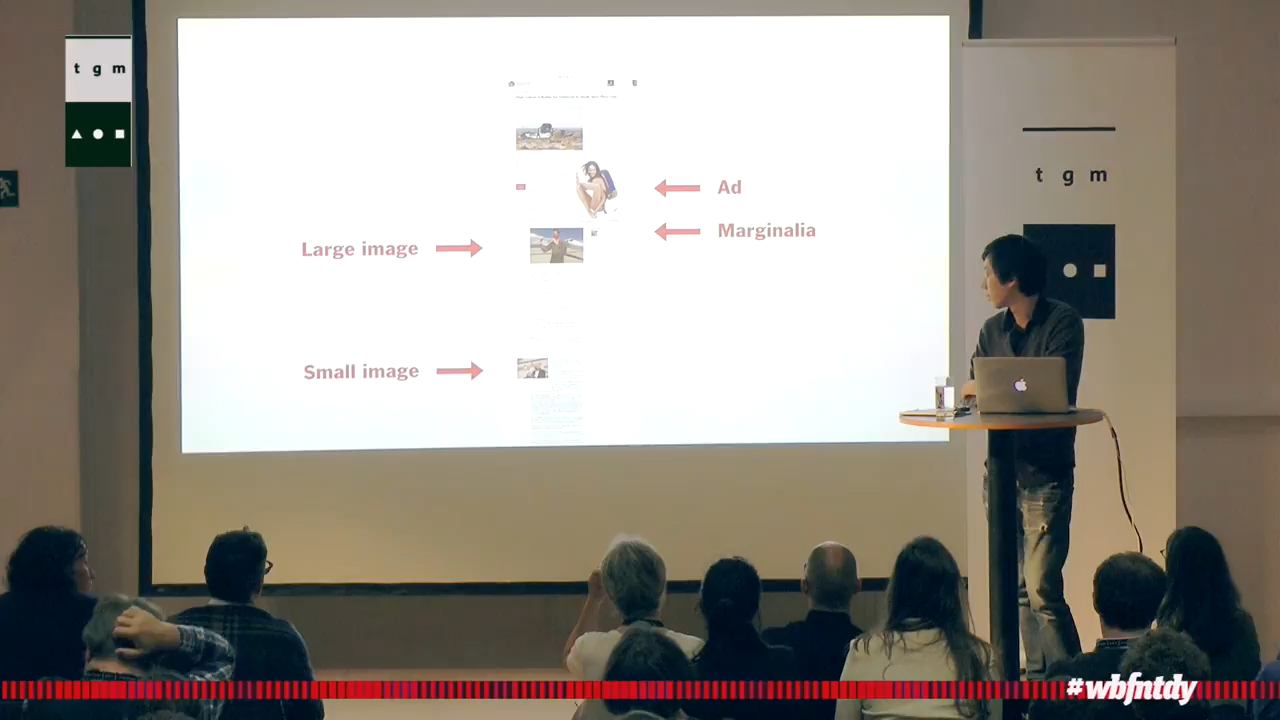 t g m
Ad
Marginalia
Large image
Small image
t g m
#wbfntdy